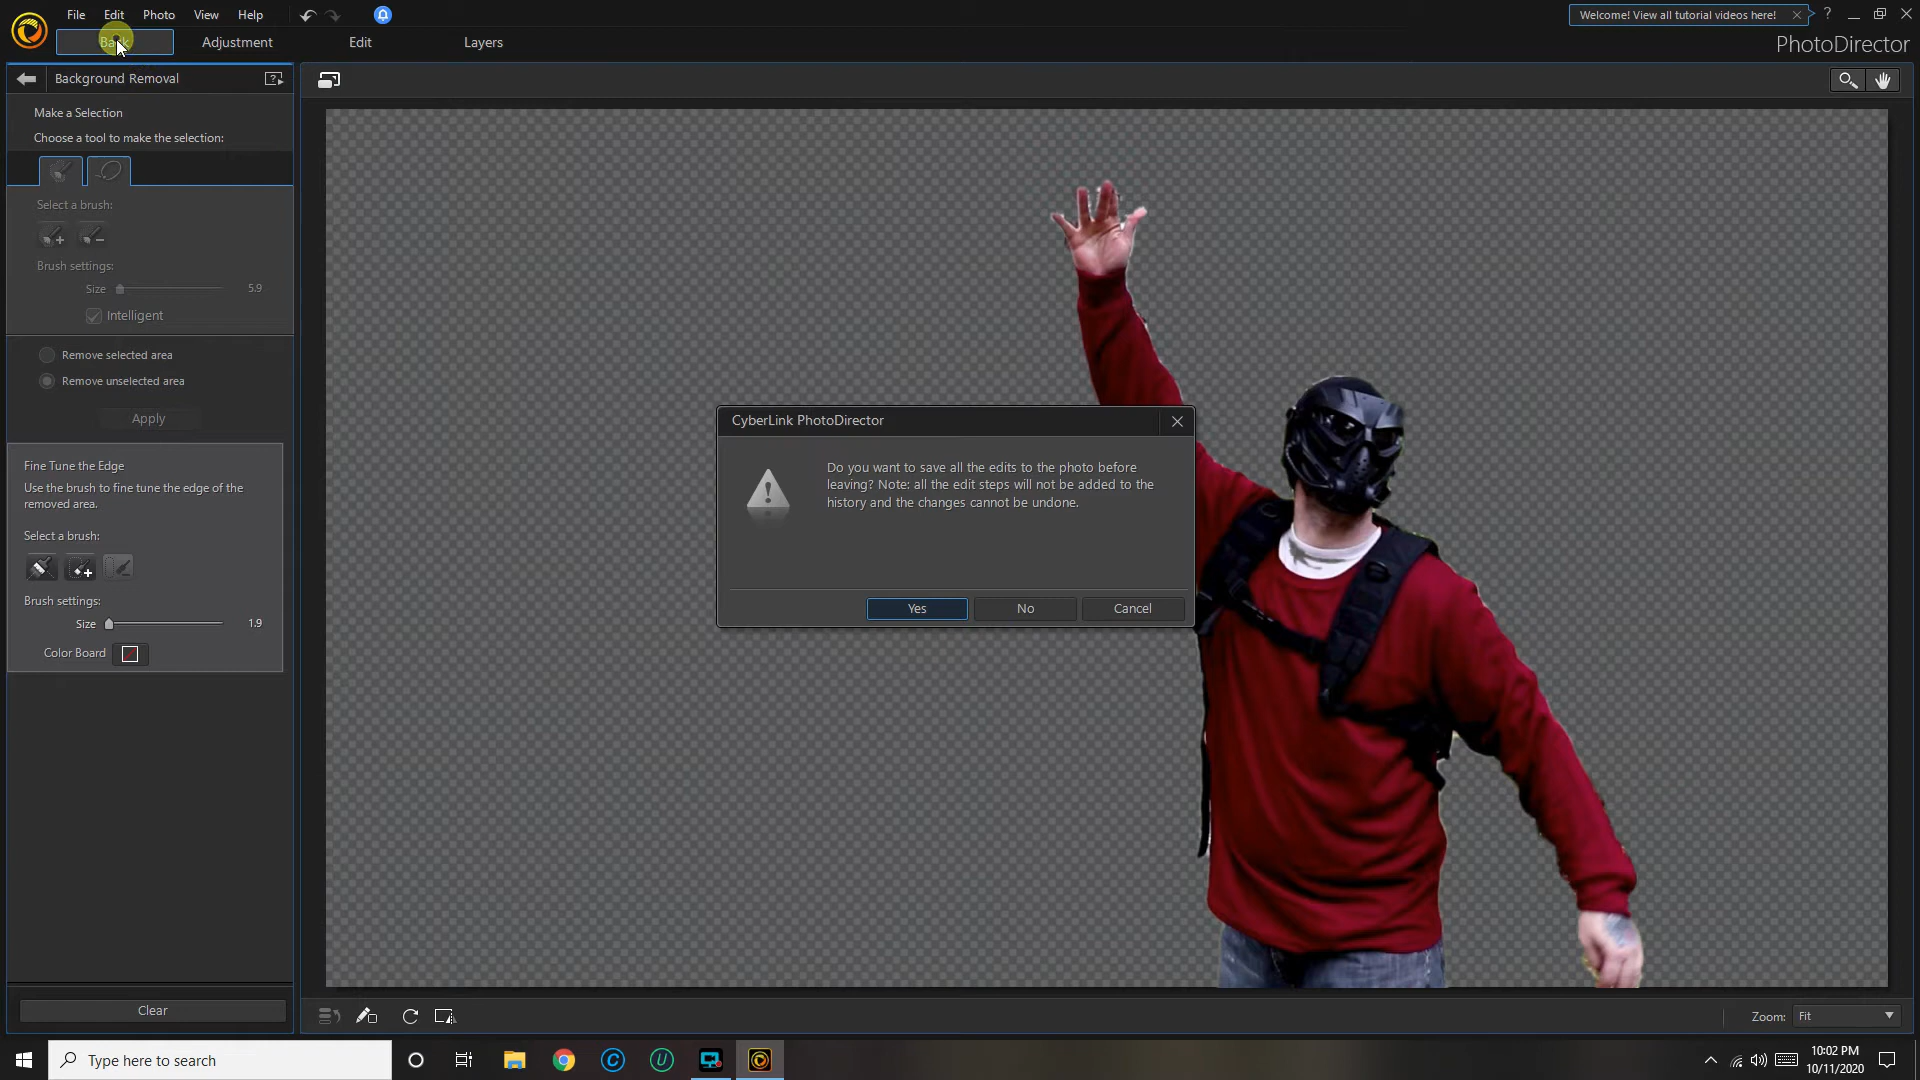 File Edit Photo View Help
Welcome! View all tutorial videos here!
Back Adjustment Edit Layers
PhotoDirector
Background Removal
Make a Selection
Choose a tool to make the selection:
Select a brush:
Brush settings:
Size 5.9
Intelligent
Remove selected area
Remove unselected area
Apply
Fine Tune the Edge
Use the brush to fine tune the edge of the
removed area.
Select a brush:
Brush settings:
Size 1.9
Color Board
Clear
CyberLink PhotoDirector
Do you want to save all the edits to the photo before
leaving? Note: all the edit steps will not be added to the
history and the changes cannot be undone.
Yes No Cancel
Zoom: Fit
Type here to search
10:02 PM
10/11/2020